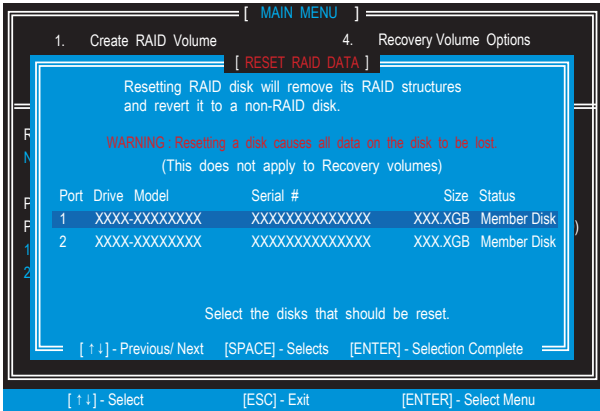 [ MAIN MENU ]
1. Create RAID Volume 4. Recovery Volume Options
[ RESET RAID DATA ]
Resetting RAID disk will remove its RAID structures
and revert it to a non-RAID disk.
WARNING : Resetting a disk causes all data on the disk to be lost.
(This does not apply to Recovery volumes)
Port Drive Model Serial # Size Status
1 XXXX-XXXXXXXX XXXXXXXXXXXXXX XXX.XGB Member Disk
2 XXXX-XXXXXXXX XXXXXXXXXXXXXX XXX.XGB Member Disk
Select the disks that should be reset.
[ ↑↓] - Previous/ Next [SPACE] - Selects [ENTER] - Selection Complete
[ ↑↓] - Select [ESC] - Exit [ENTER] - Select Menu